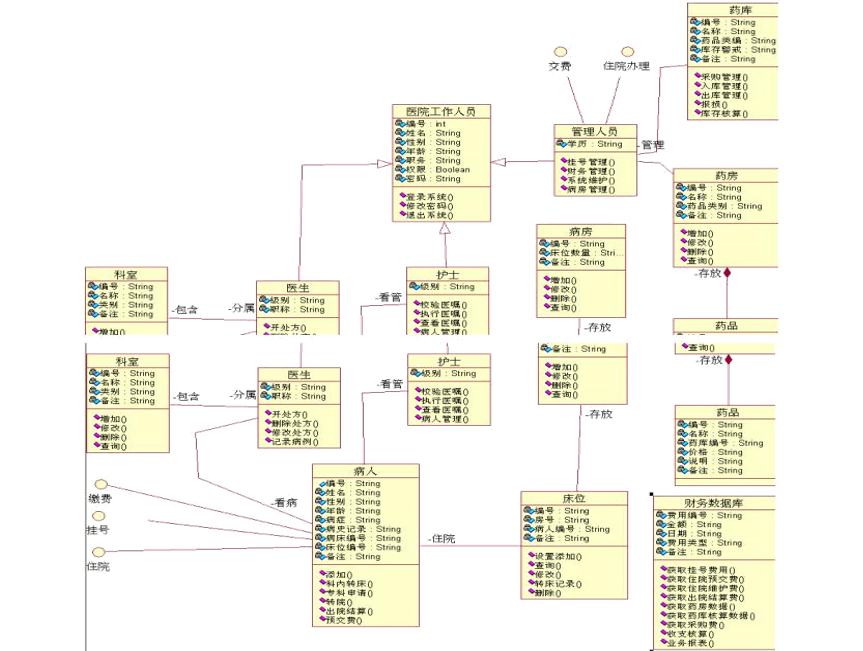 药库
编号 : String
名称 : String
药品类编 : String
库存警戒 : String
备注 : String
采购管理()
入库管理()
出库管理()
报损()
库存核算()
交费
住院办理
医院工作人员
编号 : int
姓名 : String
性别 : String
年龄 : String
职务 : String
权限 : Boolean
密码 : String
登录系统()
修改密码()
退出系统()
管理人员
学历 : String
挂号管理()
财务管理()
系统维护()
病房管理()
-管理
药房
编号 : String
名称 : String
药品类别 : String
备注 : String
增加()
修改()
删除()
查询()
-存放
病房
编号 : String
床位数量 : Stri...
备注 : String
增加()
修改()
删除()
查询()
-存放
科室
编号 : String
名称 : String
类别 : String
备注 : String
增加()
-包含
-分属
医生
级别 : String
职称 : String
开处方()
-看管
护士
级别 : String
校验医嘱()
执行医嘱()
查看医嘱()
病人管理()
药品
查询()
-存放
科室
编号 : String
名称 : String
类别 : String
备注 : String
增加()
修改()
删除()
查询()
-包含
-分属
医生
级别 : String
职称 : String
开处方()
删除处方()
修改处方()
记录病例()
-看管
护士
级别 : String
校验医嘱()
执行医嘱()
查看医嘱()
病人管理()
备注 : String
增加()
修改()
删除()
查询()
-存放
药品
编号 : String
名称 : String
药库编号 : String
价格 : String
说明 : String
备注 : String
缴费
挂号
住院
-看病
病人
编号 : String
姓名 : String
性别 : String
年龄 : String
病症 : String
病史记录 : String
病床编号 : String
床位编号 : String
备注 : String
添加()
科内转床()
专科申请()
转院()
出院结算()
预交费()
-住院
床位
编号 : String
房号 : String
病人编号 : String
备注 : String
设置添加()
查询()
修改()
转床记录()
删除()
财务数据库
费用编号 : String
金额 : String
日期 : String
费用类型 : String
备注 : String
获取挂号费用()
获取住院预交费()
获取住院维护费()
获取出院结算费()
获取药房数据()
获取药库核算数据()
获取采购费()
收支核算()
业务报表()